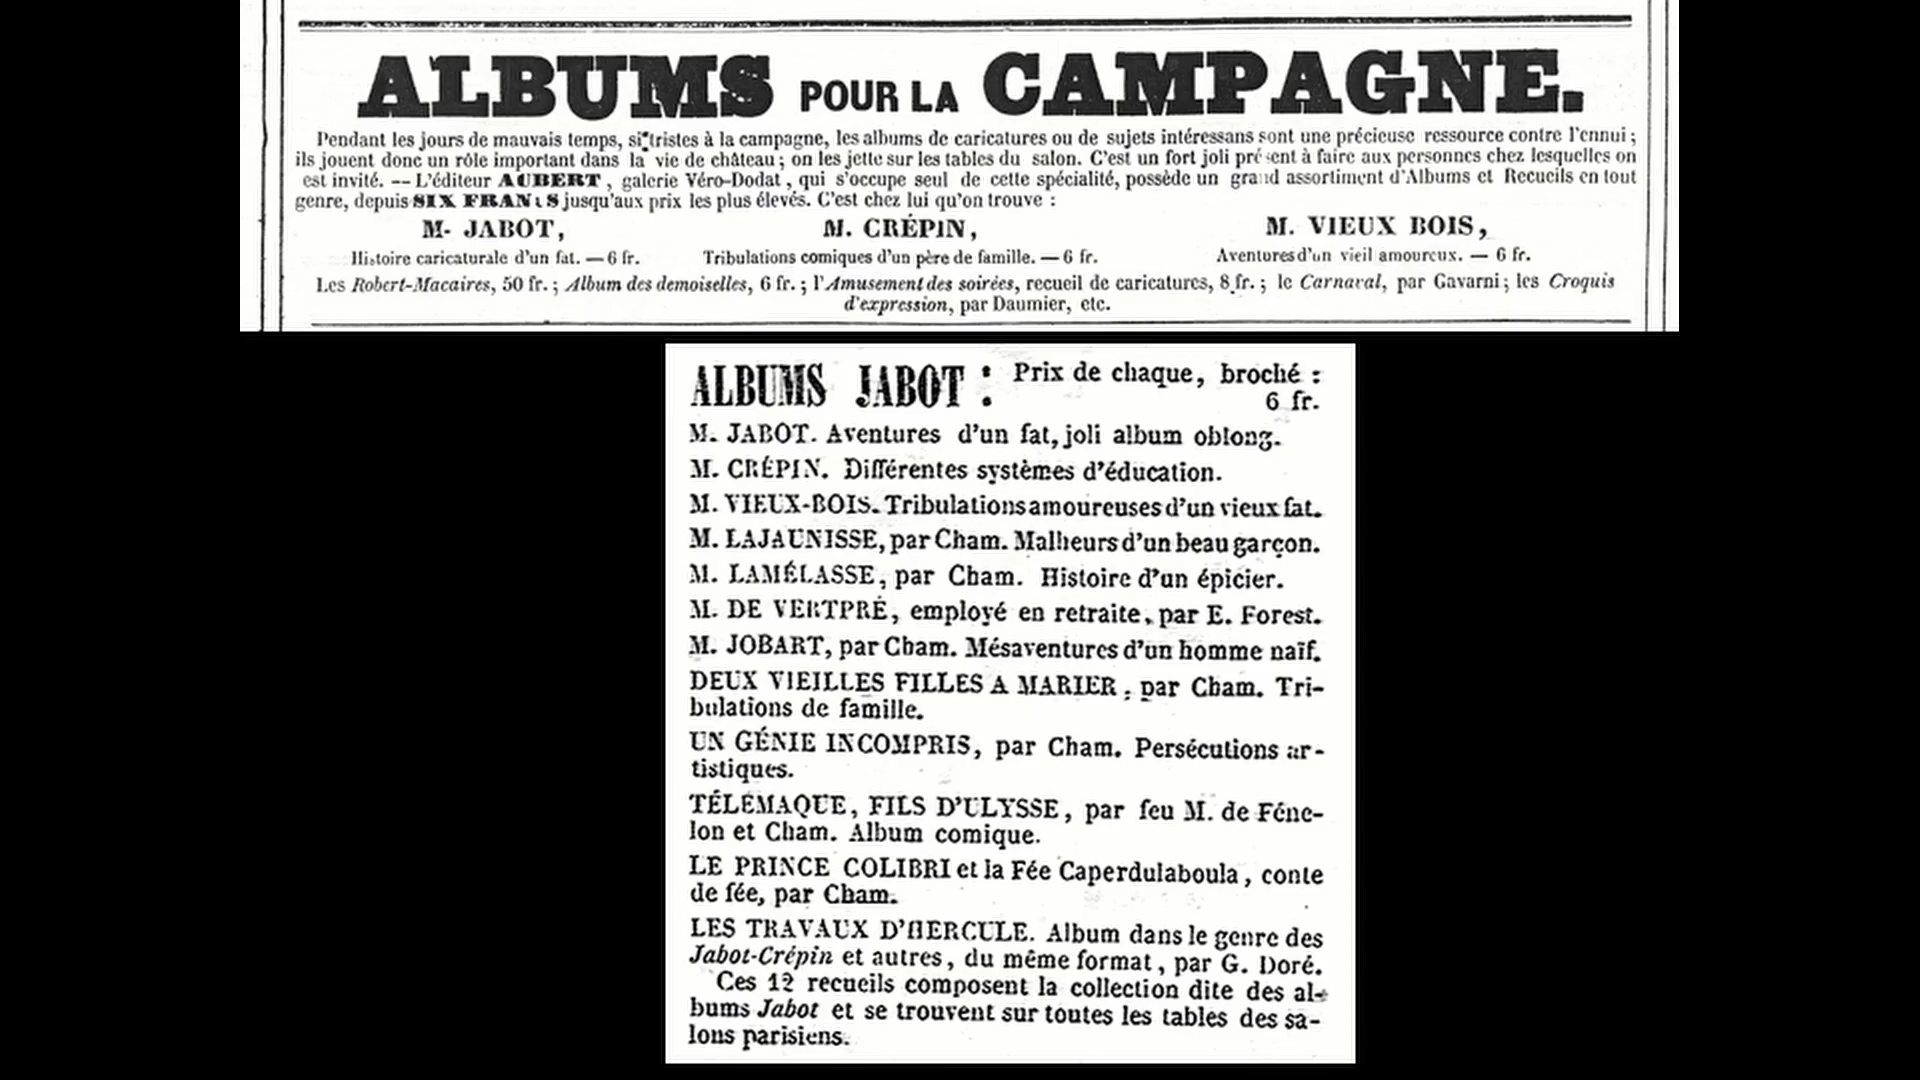 ALBUMS POUR LA CAMPAGNE.
Pendant les jours de mauvais temps, si tristes à la campagne, les albums de caricatures ou de sujets intéressans sont une précieuse ressource contre l'ennui ;
ils jouent donc un rôle important dans la vie de château ; on les jette sur les tables du salon. C'est un fort joli présent à faire aux personnes chez lesquelles on
est invité. -- L'éditeur AUBERT, galerie Véro-Dodat, qui s'occupe seul de cette spécialité, possède un grand assortiment d'Albums et Recueils en tout
genre, depuis SIX FRANCS jusqu'aux prix les plus élevés. C'est chez lui qu'on trouve :
M. JABOT, M. CRÉPIN, M. VIEUX BOIS,
Histoire caricaturale d'un fat. — 6 fr. Tribulations comiques d'un père de famille. — 6 fr. Aventures d'un vieil amoureux. — 6 fr.
Les Robert-Macaires, 50 fr. ; Album des demoiselles, 6 fr. ; l'Amusement des soirées, recueil de caricatures, 8 fr. ; le Carnaval, par Gavarni ; les Croquis
d'expression, par Daumier, etc.
ALBUMS JABOT : Prix de chaque, broché :
6 fr.
M. JABOT. Aventures d'un fat, joli album oblong.
M. CRÉPIN. Différentes systèmes d'éducation.
M. VIEUX-BOIS. Tribulations amoureuses d'un vieux fat.
M. LAJAUNISSE, par Cham. Malheurs d'un beau garçon.
M. LAMÉLASSE, par Cham. Histoire d'un épicier.
M. DE VERTPRÉ, employé en retraite, par E. Forest.
M. JOBART, par Cham. Mésaventures d'un homme naïf.
DEUX VIEILLES FILLES A MARIER, par Cham. Tri-
bulations de famille.
UN GÉNIE INCOMPRIS, par Cham. Persécutions ar-
tistiques.
TÉLÉMAQUE, FILS D'ULYSSE, par feu M. de Féne-
lon et Cham. Album comique.
LE PRINCE COLIBRI et la Fée Caperdulaboula, conte
de fée, par Cham.
LES TRAVAUX D'HERCULE. Album dans le genre des
Jabot-Crépin et autres, du même format, par G. Doré.
Ces 12 recueils composent la collection dite des al-
bums Jabot et se trouvent sur toutes les tables des sa-
lons parisiens.